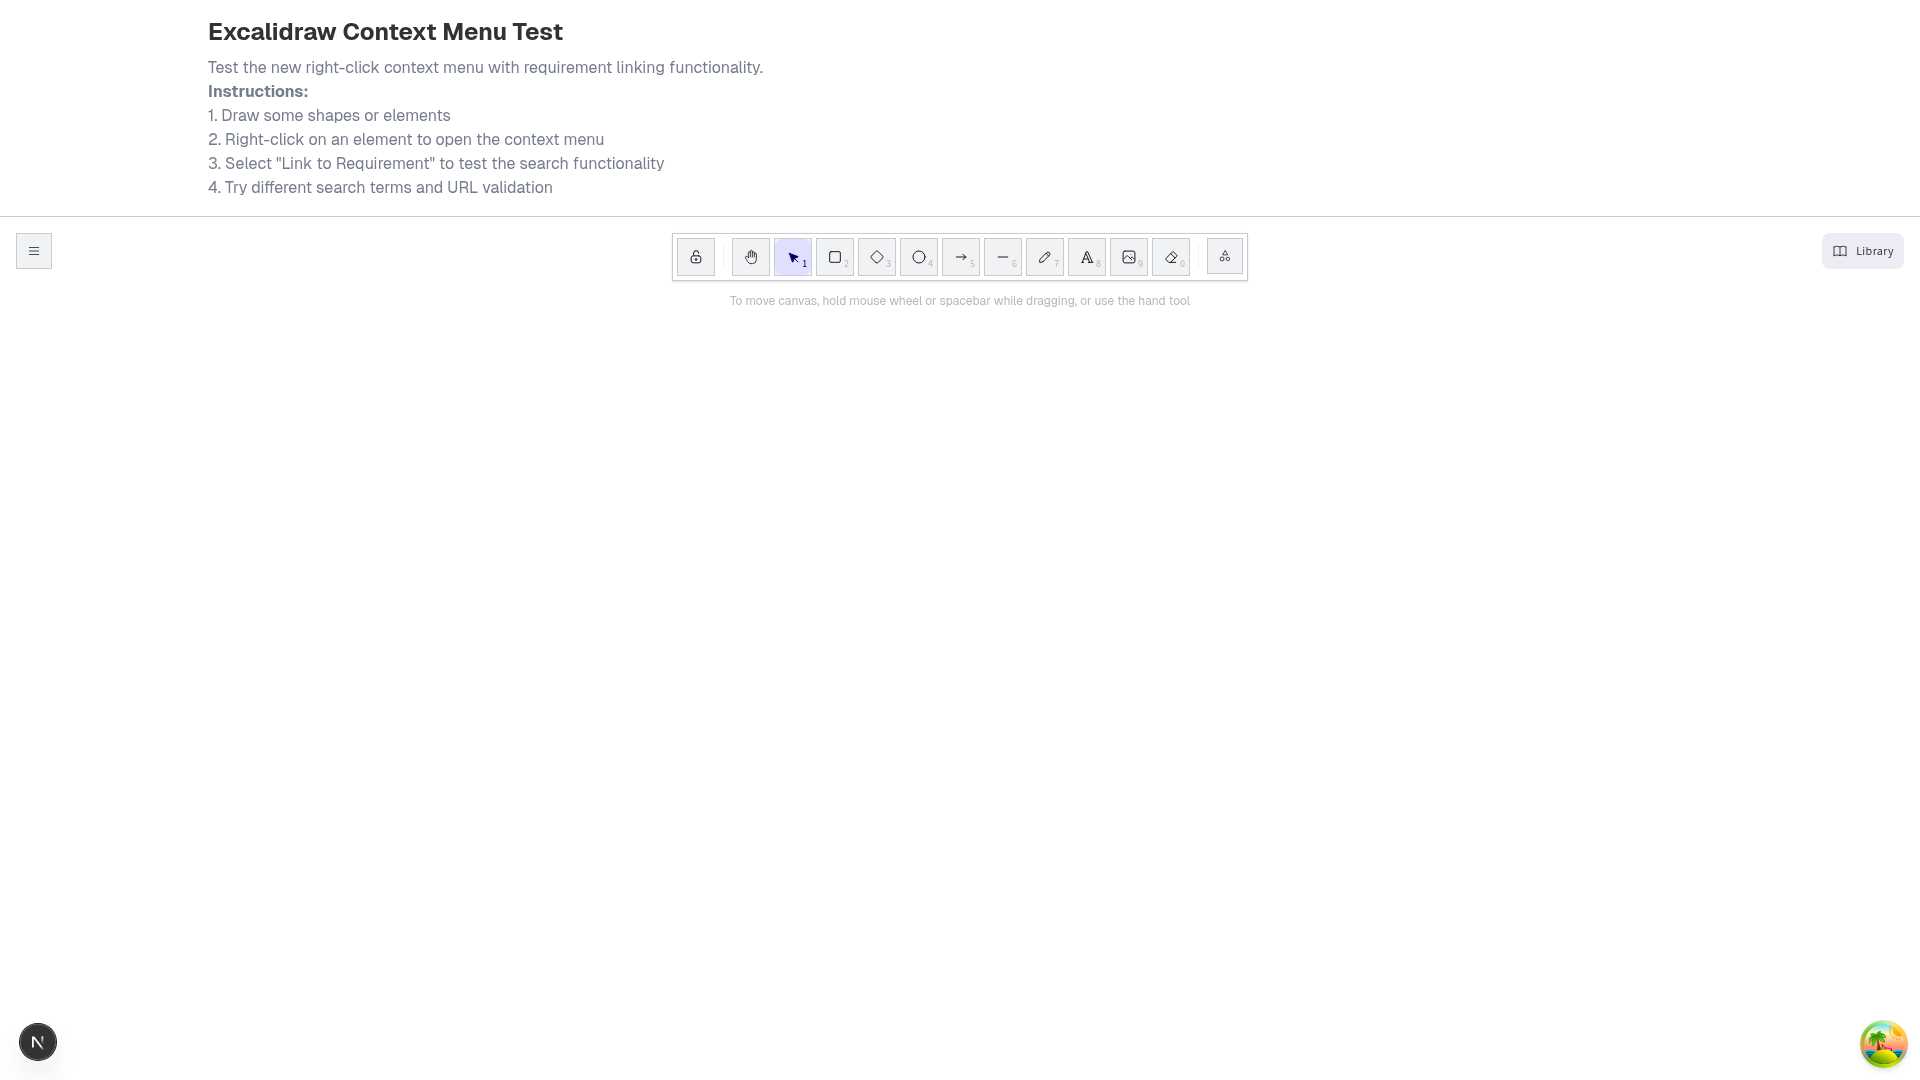 Excalidraw Context Menu Test
Test the new right-click context menu with requirement linking functionality.
Instructions:
1. Draw some shapes or elements
2. Right-click on an element to open the context menu
3. Select "Link to Requirement" to test the search functionality
4. Try different search terms and URL validation
1 2 3 4 5 6 7 8 9 0
Library
To move canvas, hold mouse wheel or spacebar while dragging, or use the hand tool
N